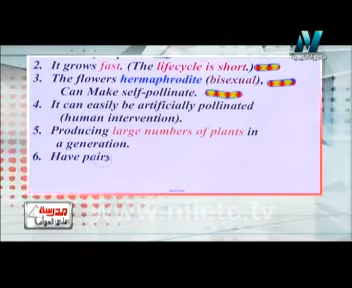 2. It grows fast. (The lifecycle is short.)
3. The flowers hermaphrodite (bisexual),
Can Make self-pollinate.
4. It can easily be artificially pollinated
(human intervention).
5. Producing large numbers of plants in
a generation.
6. Have pairs
مدرسة
على الهواء
www.niletc.tv